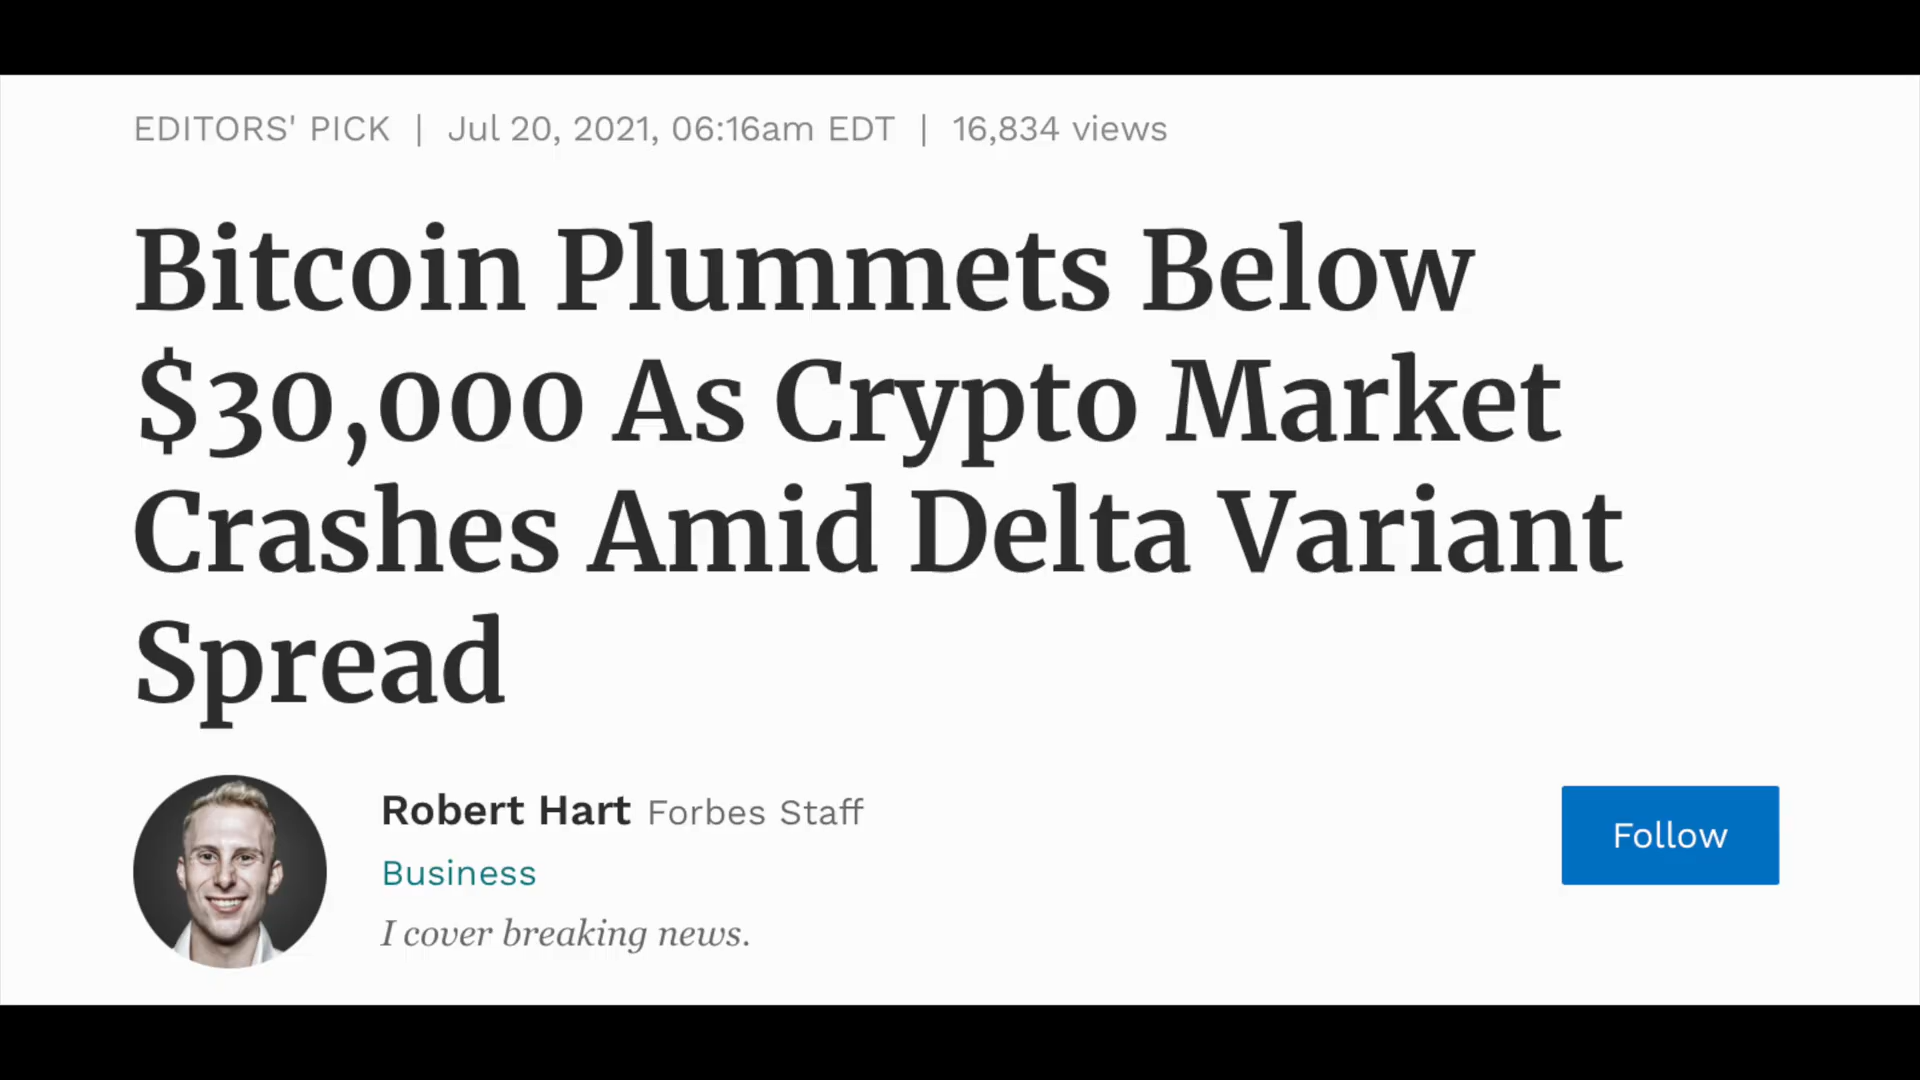 EDITORS' PICK | Jul 20, 2021, 06:16am EDT | 16,834 views
Bitcoin Plummets Below
$30,000 As Crypto Market
Crashes Amid Delta Variant
Spread
Robert Hart Forbes Staff
Business
I cover breaking news.
Follow